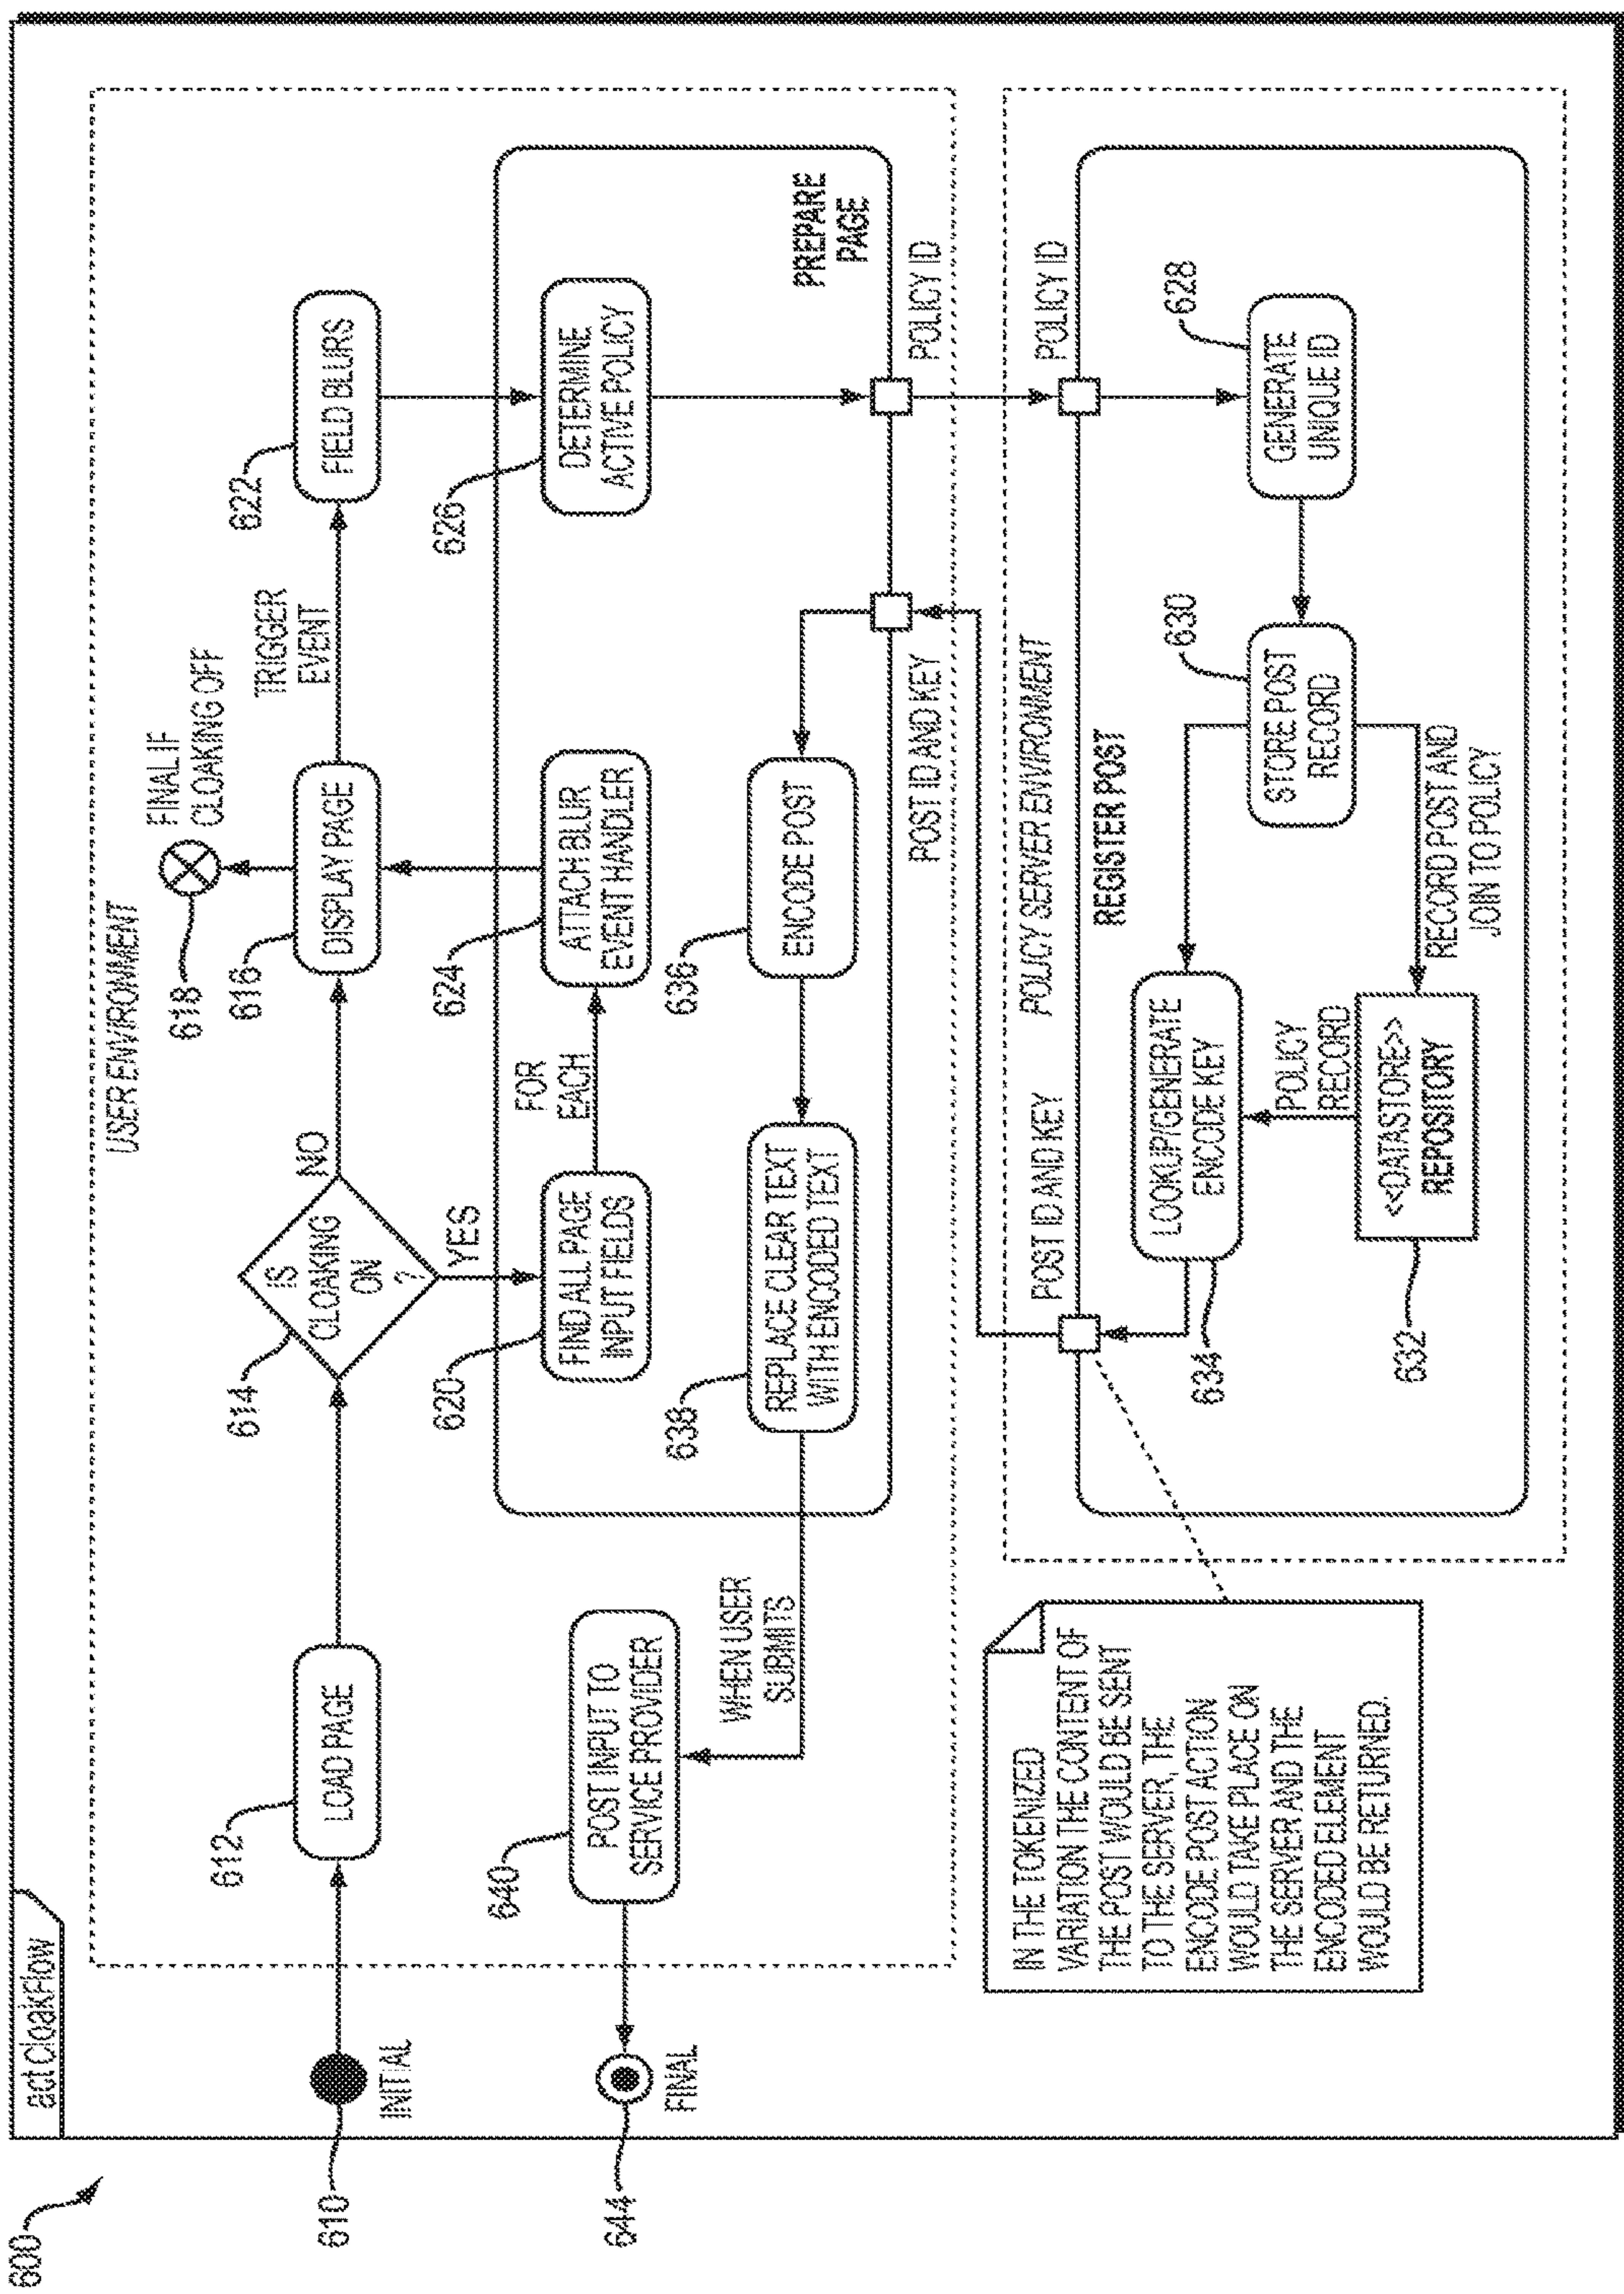 600
act CloakFlow
610
INITIAL
612
LOAD PAGE
614
IS
CLOAKING
ON
?
NO
YES
USER ENVIRONMENT
616
DISPLAY PAGE
618
FINAL IF
CLOAKING OFF
TRIGGER
EVENT
622
FIELD BLURS
620
FIND ALL PAGE
INPUT FIELDS
FOR
EACH
624
ATTACH BLUR
EVENT HANDLER
626
DETERMINE
ACTIVE POLICY
PREPARE
PAGE
644
FINAL
640
POST INPUT TO
SERVICE PROVIDER
WHEN USER
SUBMITS
638
REPLACE CLEAR TEXT
WITH ENCODED TEXT
636
ENCODE POST
POST ID AND KEY
POLICY ID
POLICY SERVER ENVIRONMENT
POST ID AND KEY
POLICY ID
REGISTER POST
IN THE TOKENIZED
VARIATION THE CONTENT OF
THE POST WOULD BE SENT
TO THE SERVER, THE
ENCODE POST ACTION
WOULD TAKE PLACE ON
THE SERVER AND THE
ENCODED ELEMENT
WOULD BE RETURNED.
634
LOOKUP/GENERATE
ENCODE KEY
POLICY
RECORD
632
<<DATASTORE>>
REPOSITORY
RECORD POST AND
JOIN TO POLICY
630
STORE POST
RECORD
628
GENERATE
UNIQUE ID